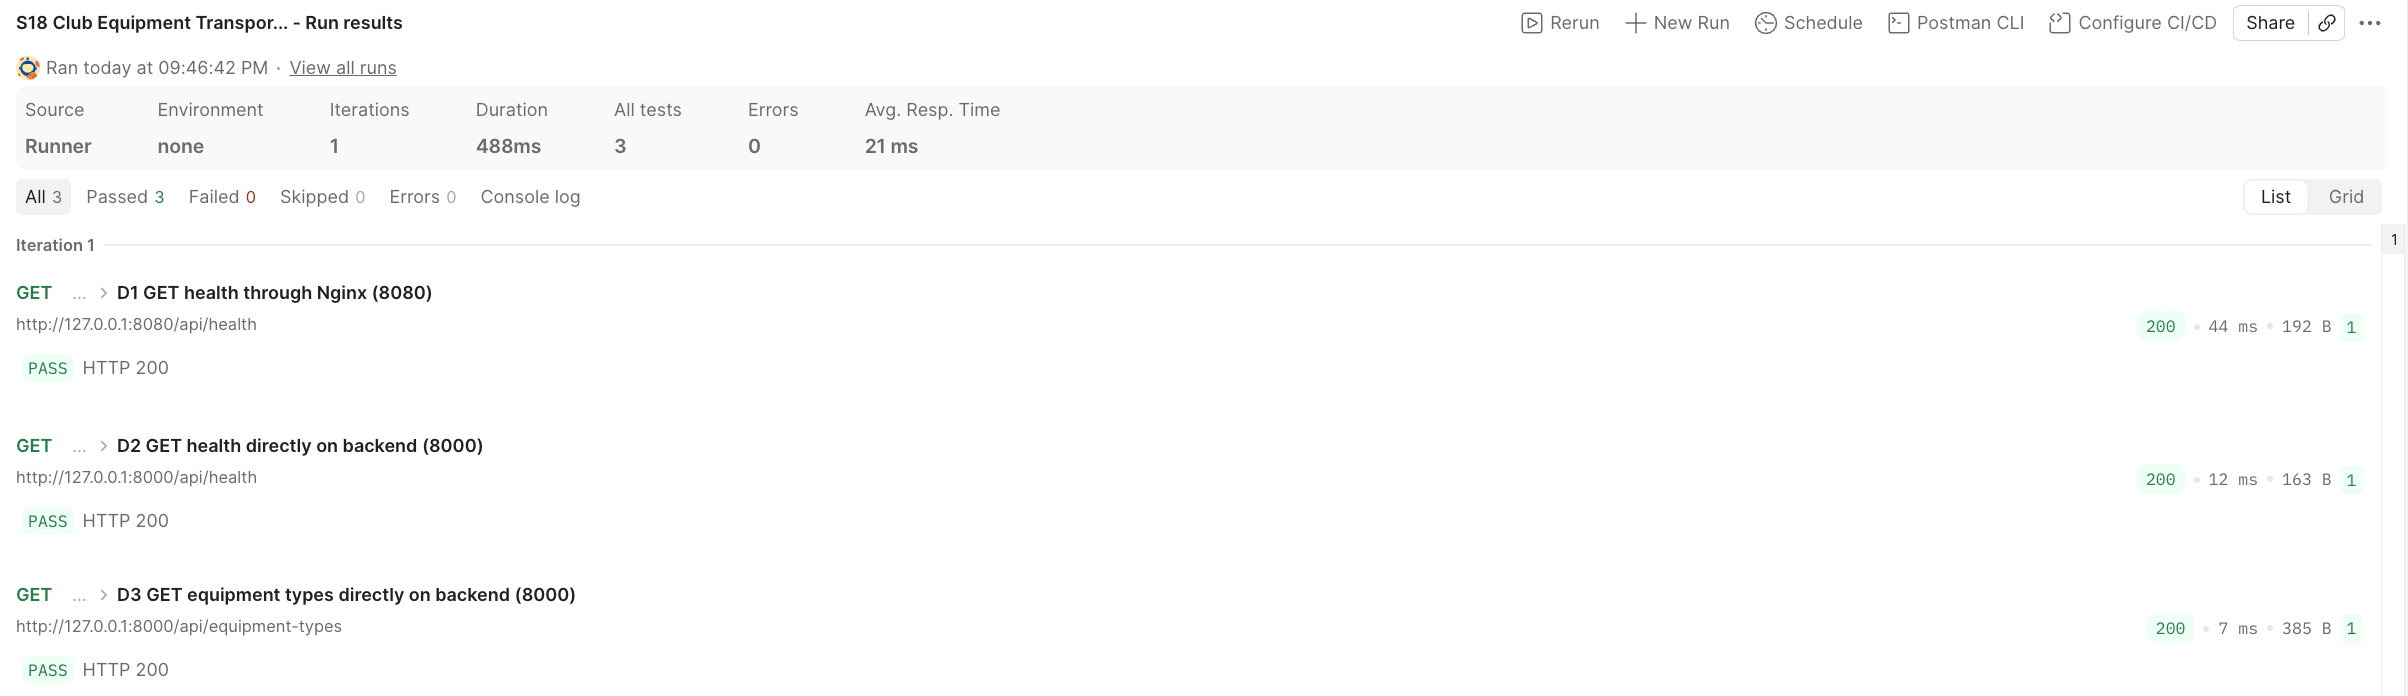 S18 Club Equipment Transpor... - Run results
Rerun New Run Schedule Postman CLI Configure CI/CD Share
Ran today at 09:46:42 PM · View all runs
Source Environment Iterations Duration All tests Errors Avg. Resp. Time
Runner none 1 488ms 3 0 21 ms
All 3 Passed 3 Failed 0 Skipped 0 Errors 0 Console log List Grid
Iteration 1
1
GET ... > D1 GET health through Nginx (8080)
http://127.0.0.1:8080/api/health
200 • 44 ms • 192 B 1
PASS HTTP 200
GET ... > D2 GET health directly on backend (8000)
http://127.0.0.1:8000/api/health
200 • 12 ms • 163 B 1
PASS HTTP 200
GET ... > D3 GET equipment types directly on backend (8000)
http://127.0.0.1:8000/api/equipment-types
200 • 7 ms • 385 B 1
PASS HTTP 200